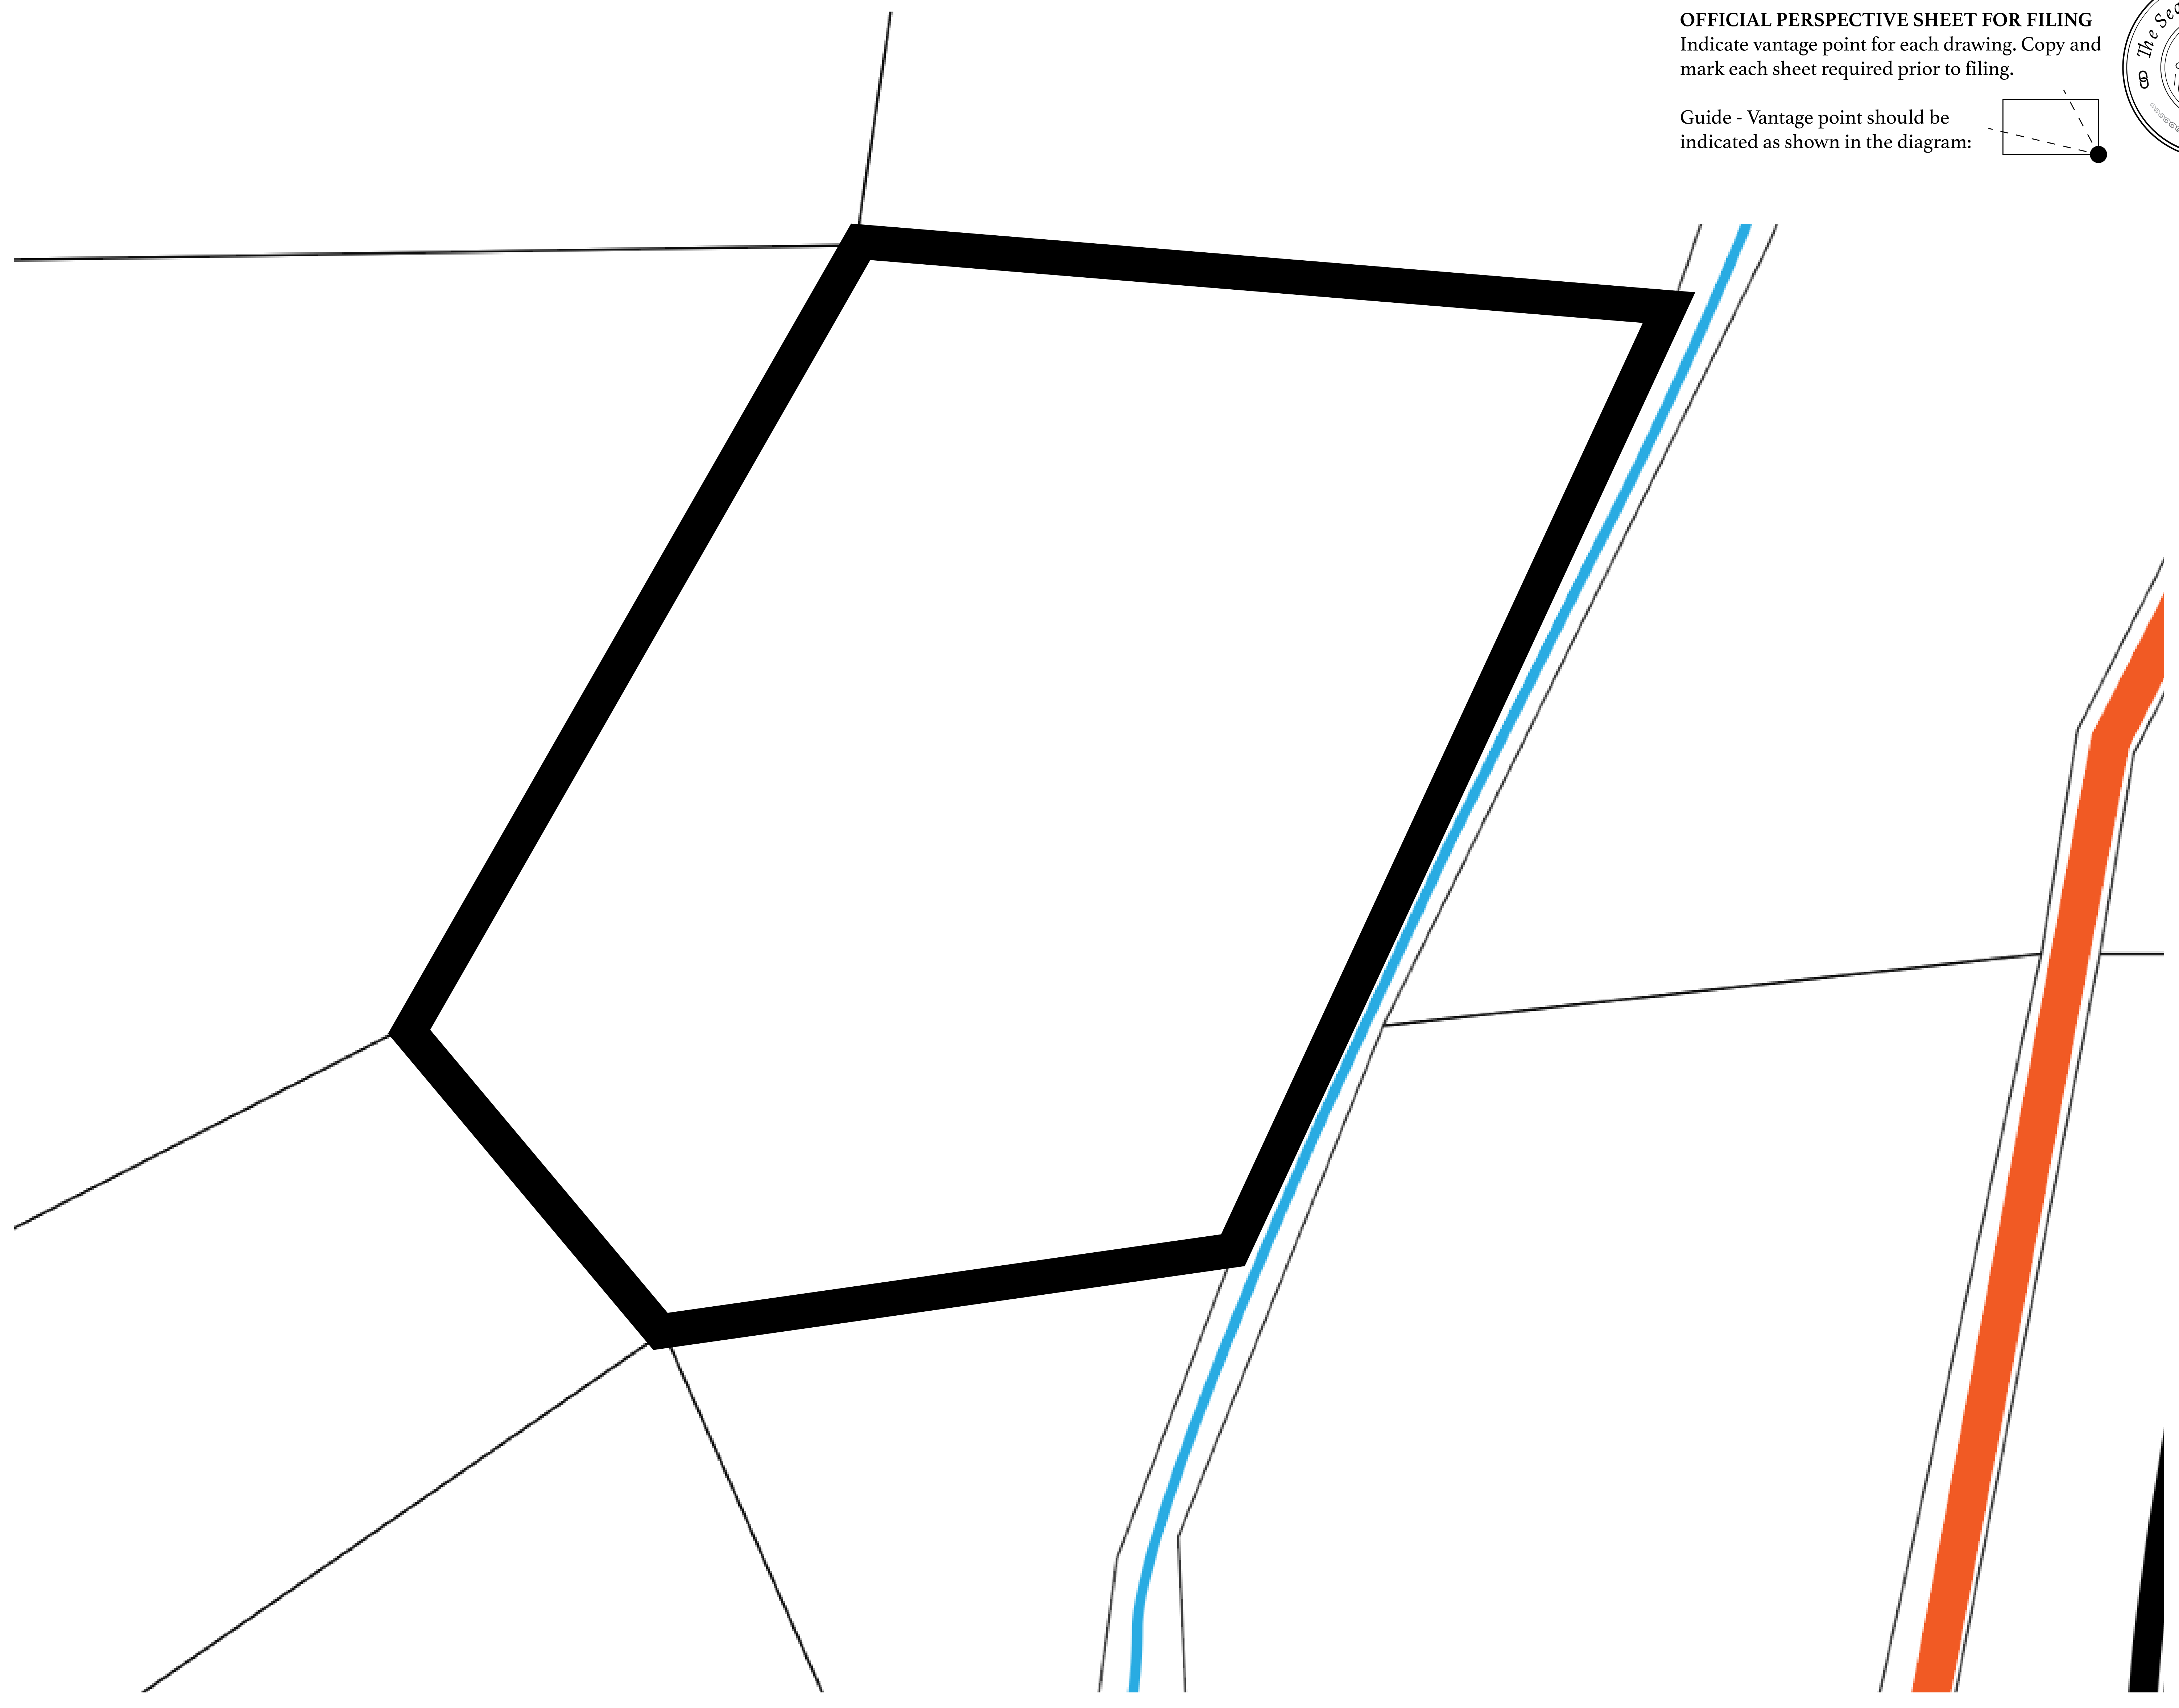 OFFICIAL PERSPECTIVE SHEET FOR FILING
Indicate vantage point for each drawing. Copy and
mark each sheet required prior to filing.
Guide - Vantage point should be
indicated as shown in the diagram:
The